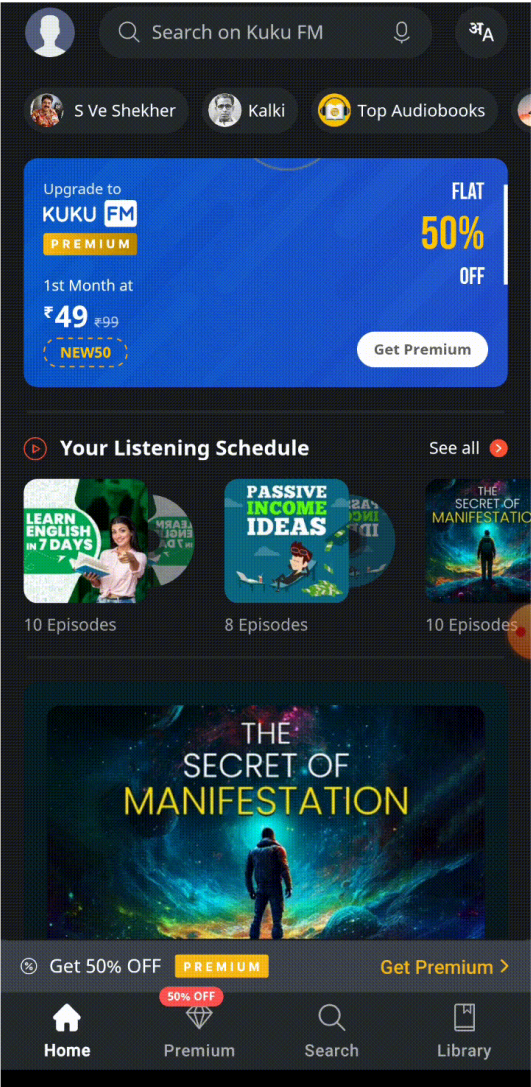 Search on Kuku FM
अA
S Ve Shekher
Kalki
Top Audiobooks
Upgrade to
KUKU FM
PREMIUM
1st Month at
₹49 ₹99
NEW50
FLAT
50%
OFF
Get Premium
Your Listening Schedule
See all
LEARN
ENGLISH
IN 7 DAYS
PASSIVE
INCOME
IDEAS
THE
SECRET OF
MANIFESTATIO
10 Episodes
8 Episodes
10 Episodes
THE
SECRET OF
MANIFESTATION
Get 50% OFF PREMIUM
Get Premium
50% OFF
Home
Premium
Search
Library